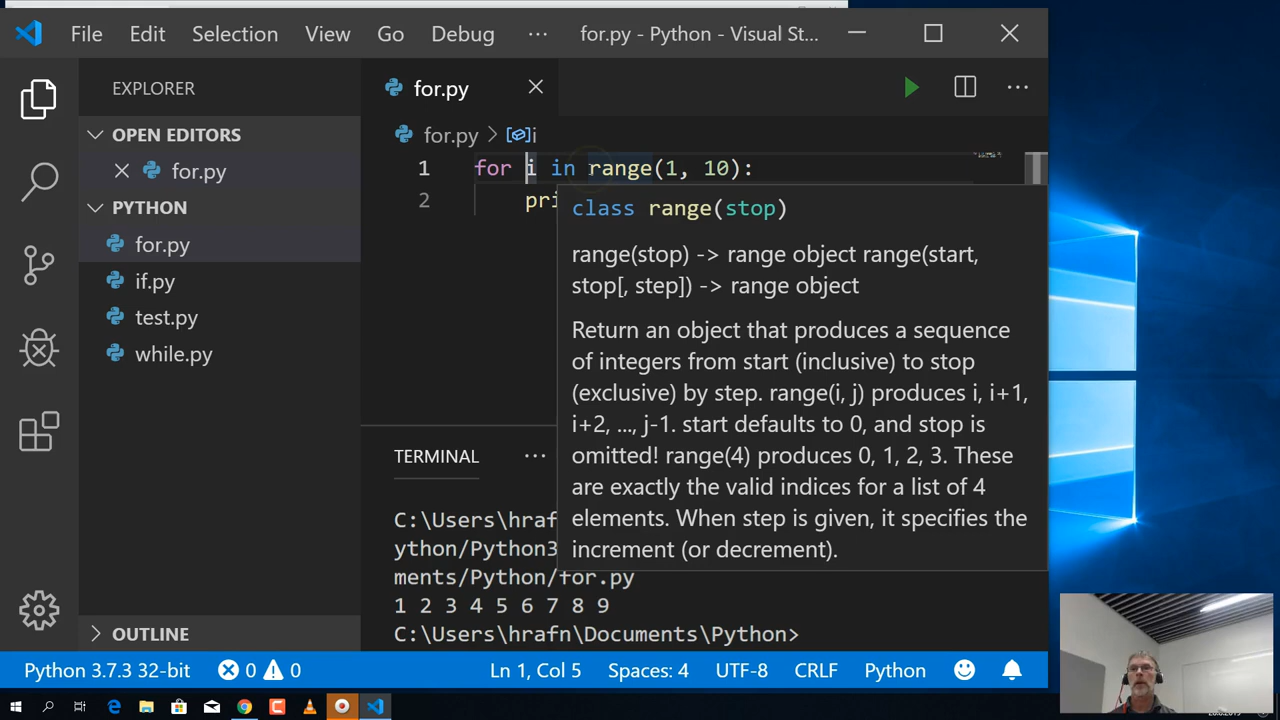 File Edit Selection View Go Debug ··· for.py - Python - Visual St...
EXPLORER
OPEN EDITORS
for.py
PYTHON
for.py
if.py
test.py
while.py
OUTLINE
for.py
for.py > i
1 for i in range(1, 10):
2 pri
class range(stop)
range(stop) -> range object range(start,
stop[, step]) -> range object
Return an object that produces a sequence
of integers from start (inclusive) to stop
(exclusive) by step. range(i, j) produces i, i+1,
i+2, ..., j-1. start defaults to 0, and stop is
omitted! range(4) produces 0, 1, 2, 3. These
are exactly the valid indices for a list of 4
elements. When step is given, it specifies the
increment (or decrement).
TERMINAL ···
C:\Users\hrafn
ython/Python3
ments/Python/for.py
1 2 3 4 5 6 7 8 9
C:\Users\hrafn\Documents\Python>
Python 3.7.3 32-bit 0 0 Ln 1, Col 5 Spaces: 4 UTF-8 CRLF Python